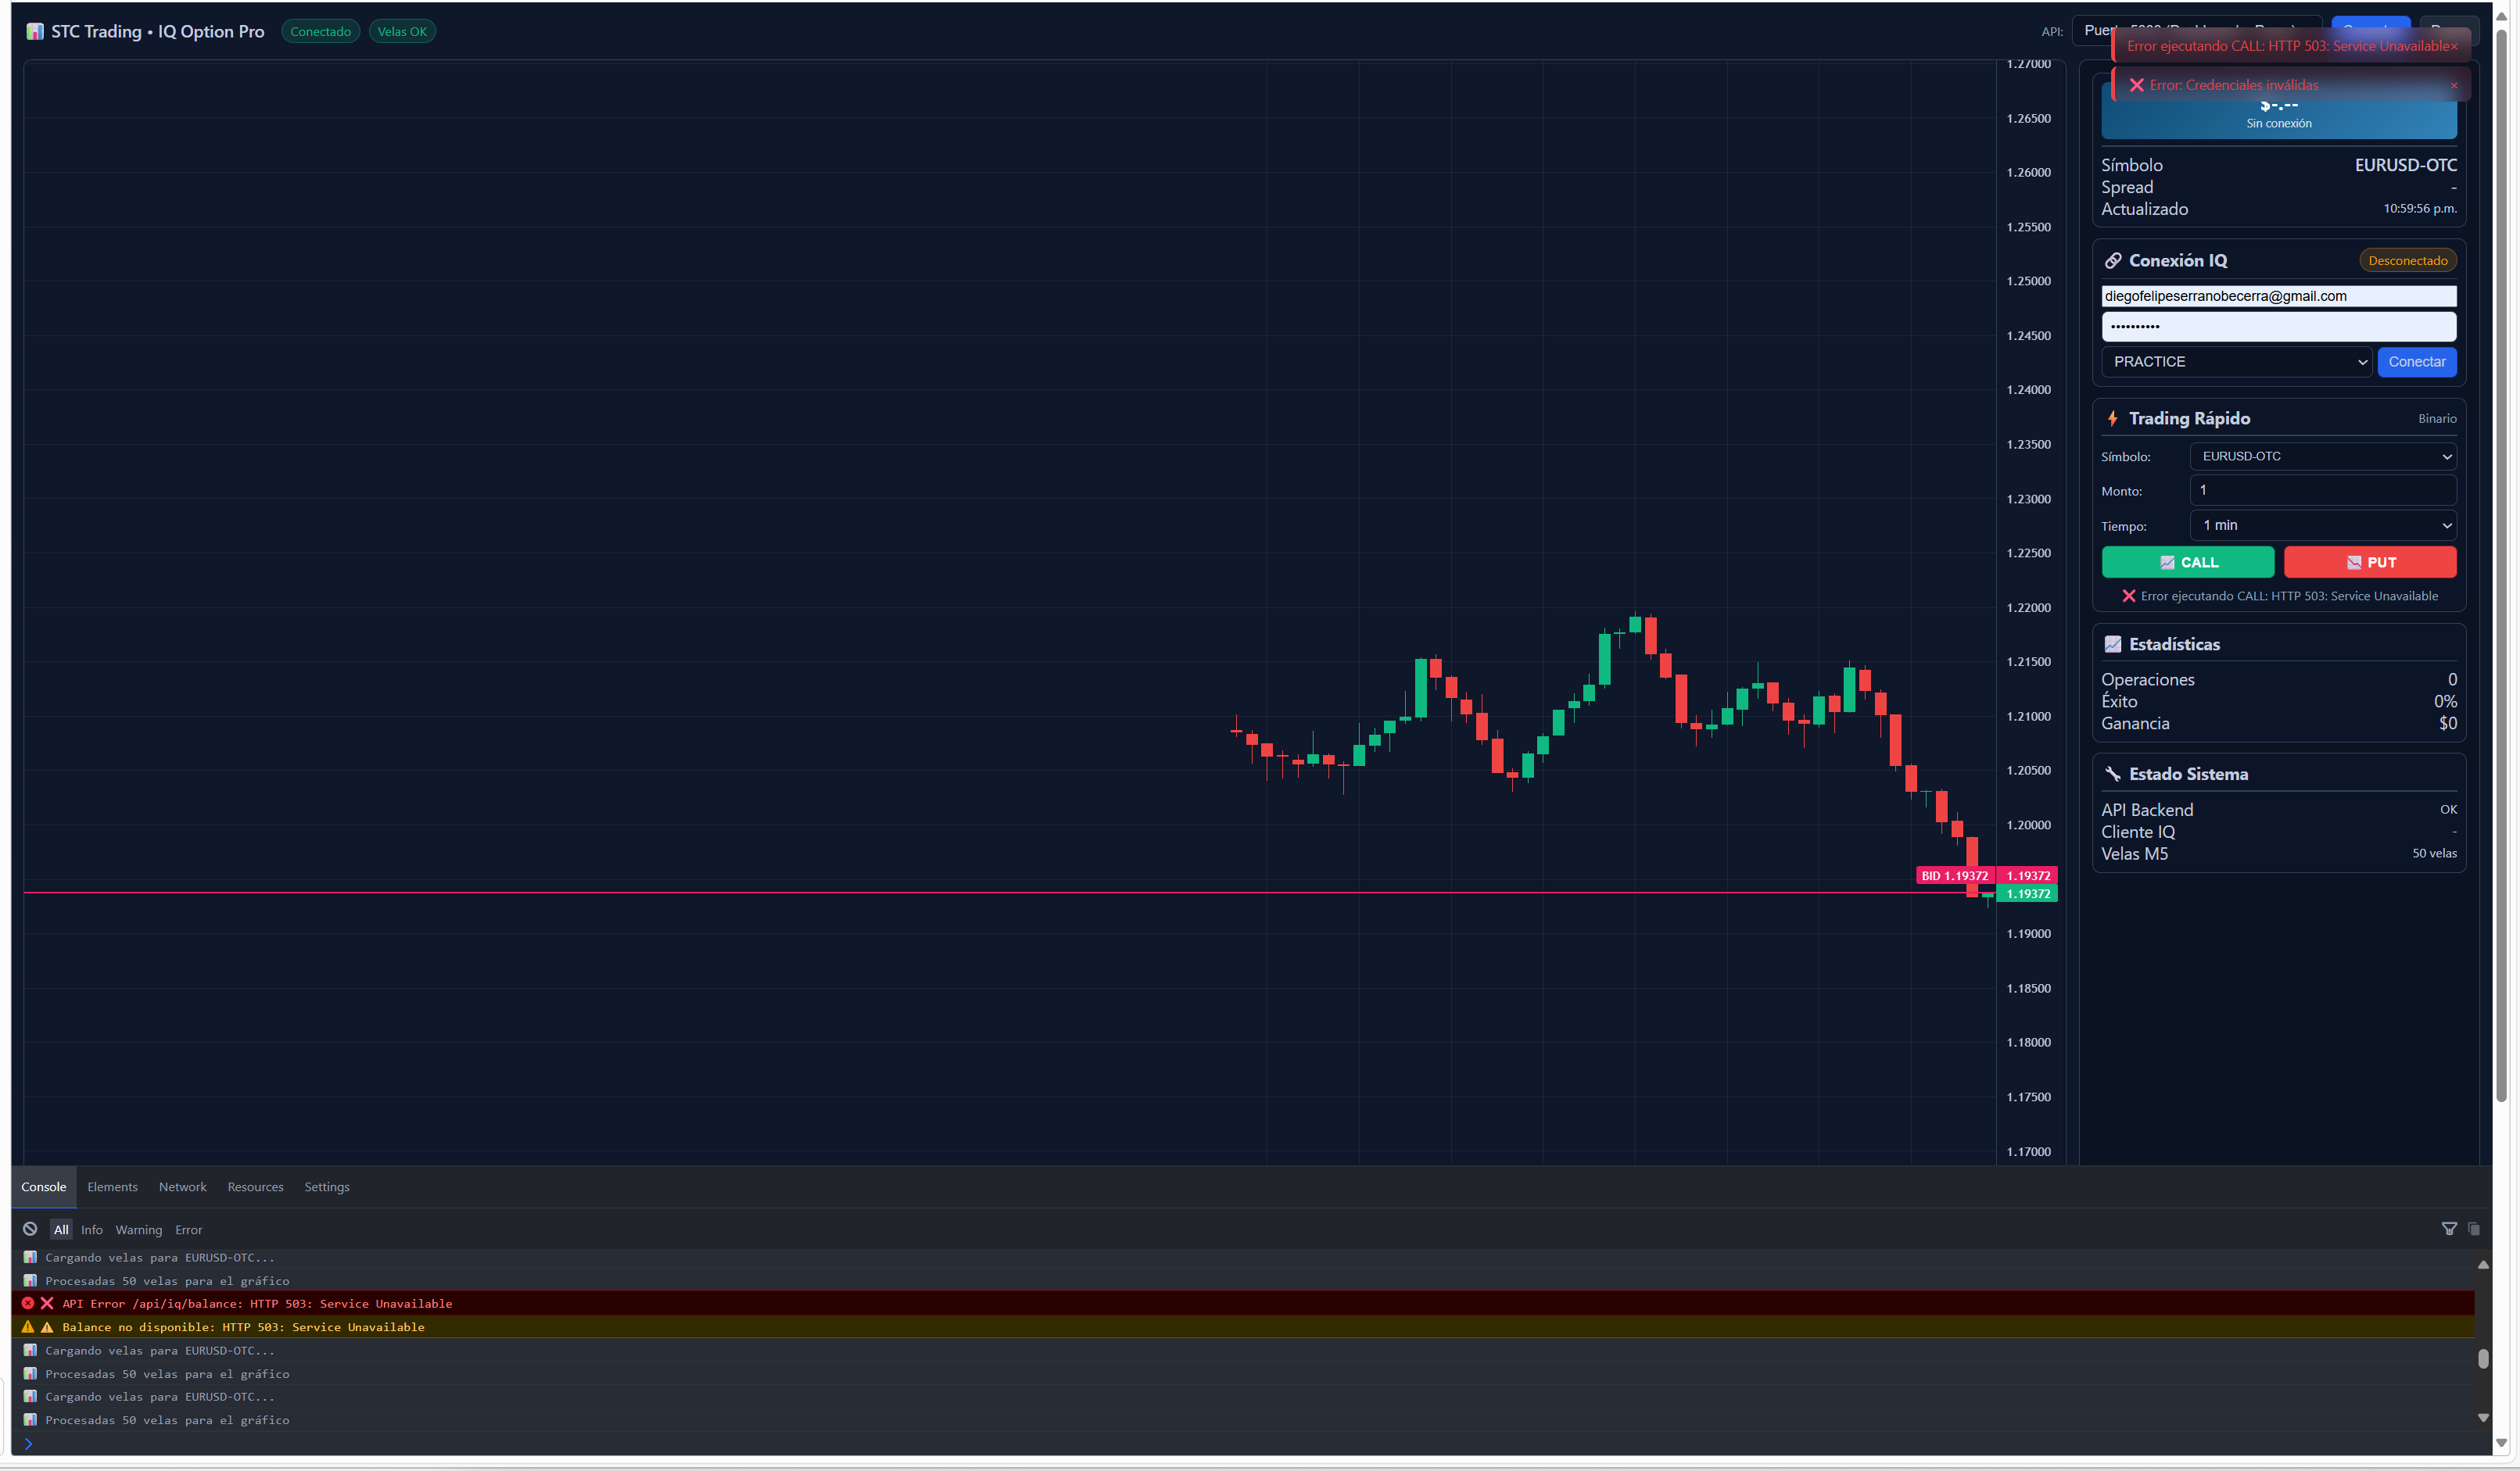 STC Trading • IQ Option Pro
Conectado
Velas OK
API:
Error ejecutando CALL: HTTP 503: Service Unavailable×
❌ Error: Credenciales inválidas ×
$-.--
Sin conexión
Símbolo EURUSD-OTC
Spread -
Actualizado 10:59:56 p.m.
Conexión IQ Desconectado
diegofelipeserranobecerra@gmail.com
••••••••••
PRACTICE Conectar
Trading Rápido Binario
Símbolo: EURUSD-OTC
Monto: 1
Tiempo: 1 min
CALL PUT
❌ Error ejecutando CALL: HTTP 503: Service Unavailable
Estadísticas
Operaciones 0
Éxito 0%
Ganancia $0
Estado Sistema
API Backend OK
Cliente IQ -
Velas M5 50 velas
1.27000
1.26500
1.26000
1.25500
1.25000
1.24500
1.24000
1.23500
1.23000
1.22500
1.22000
1.21500
1.21000
1.20500
1.20000
BID 1.19372 1.19372
1.19372
1.19000
1.18500
1.18000
1.17500
1.17000
Console Elements Network Resources Settings
All Info Warning Error
Cargando velas para EURUSD-OTC...
Procesadas 50 velas para el gráfico
❌ API Error /api/iq/balance: HTTP 503: Service Unavailable
⚠ Balance no disponible: HTTP 503: Service Unavailable
Cargando velas para EURUSD-OTC...
Procesadas 50 velas para el gráfico
Cargando velas para EURUSD-OTC...
Procesadas 50 velas para el gráfico